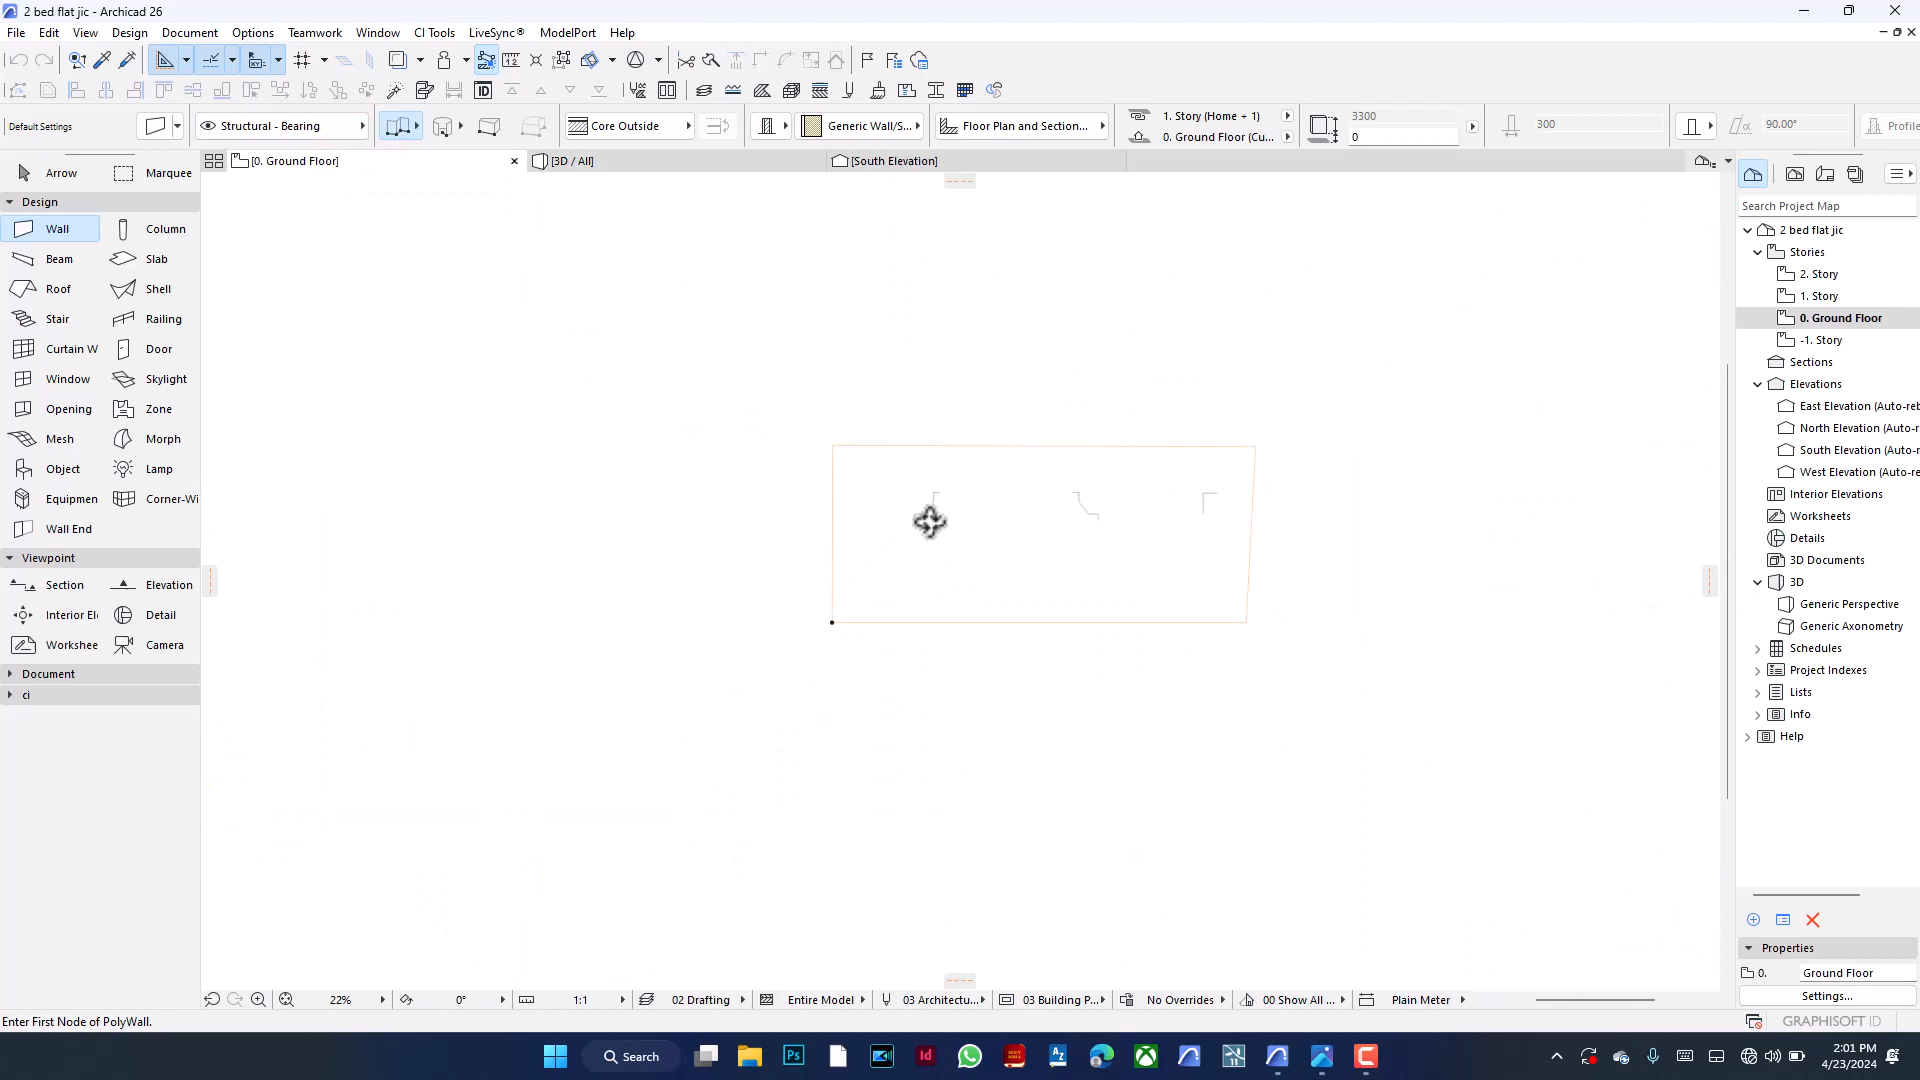 2 bed flat jic - Archicad 26
File Edit View Design Document Options Teamwork Window CI Tools LiveSync® ModelPort Help
Default Settings
Structural - Bearing
Core Outside
Generic Wall/S...
Floor Plan and Section...
1. Story (Home + 1)
0. Ground Floor (Cu...
3300
0
300
90.00°
Profile
[0. Ground Floor]
[3D / All]
[South Elevation]
Arrow Marquee
Design
Wall Column
Beam Slab
Roof Shell
Stair Railing
Curtain W Door
Window Skylight
Opening Zone
Mesh Morph
Object Lamp
Equipmen Corner-Wi
Wall End
Viewpoint
Section Elevation
Interior Ele Detail
Workshee Camera
Document
ci
Search Project Map
2 bed flat jic
Stories
2. Story
1. Story
0. Ground Floor
-1. Story
Sections
Elevations
East Elevation (Auto-reb
North Elevation (Auto-r
South Elevation (Auto-r
West Elevation (Auto-re
Interior Elevations
Worksheets
Details
3D Documents
3D
Generic Perspective
Generic Axonometry
Schedules
Project Indexes
Lists
Info
Help
Properties
0. Ground Floor
Settings...
22% 0° 1:1 02 Drafting Entire Model 03 Architectu... 03 Building P... No Overrides 00 Show All ... Plain Meter
Enter First Node of PolyWall.
GRAPHISOFT ID
Search
2:01 PM
4/23/2024